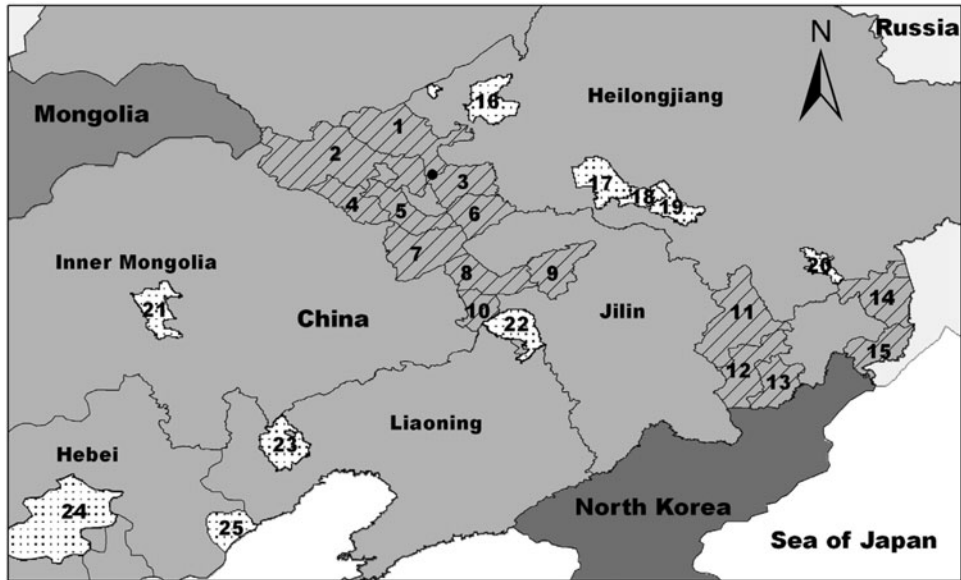 Russia
N
16
Heilongjiang
Mongolia
1
2
3
17
18
19
4
5
6
7
Inner Mongolia
20
8
9
14
21
China
10
22
Jilin
11
15
12
13
Liaoning
23
Hebei
24
25
North Korea
Sea of Japan